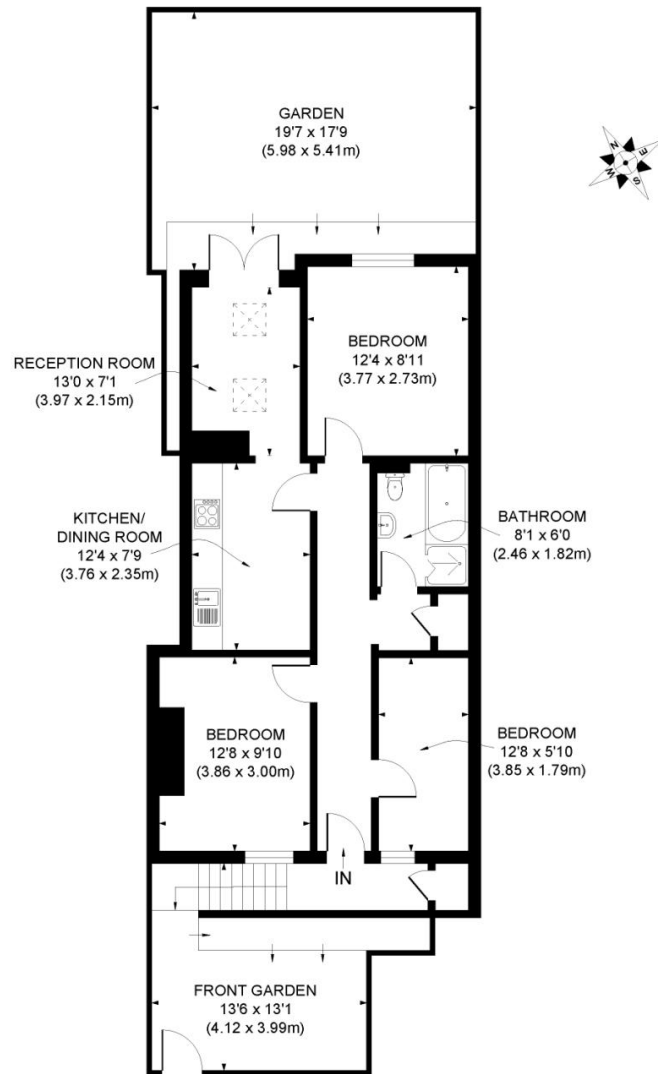 GARDEN
19'7 x 17'9
(5.98 x 5.41m)
N
E
W
S
RECEPTION ROOM
13'0 x 7'1
(3.97 x 2.15m)
BEDROOM
12'4 x 8'11
(3.77 x 2.73m)
KITCHEN/
DINING ROOM
12'4 x 7'9
(3.76 x 2.35m)
BATHROOM
8'1 x 6'0
(2.46 x 1.82m)
BEDROOM
12'8 x 9'10
(3.86 x 3.00m)
BEDROOM
12'8 x 5'10
(3.85 x 1.79m)
IN
FRONT GARDEN
13'6 x 13'1
(4.12 x 3.99m)